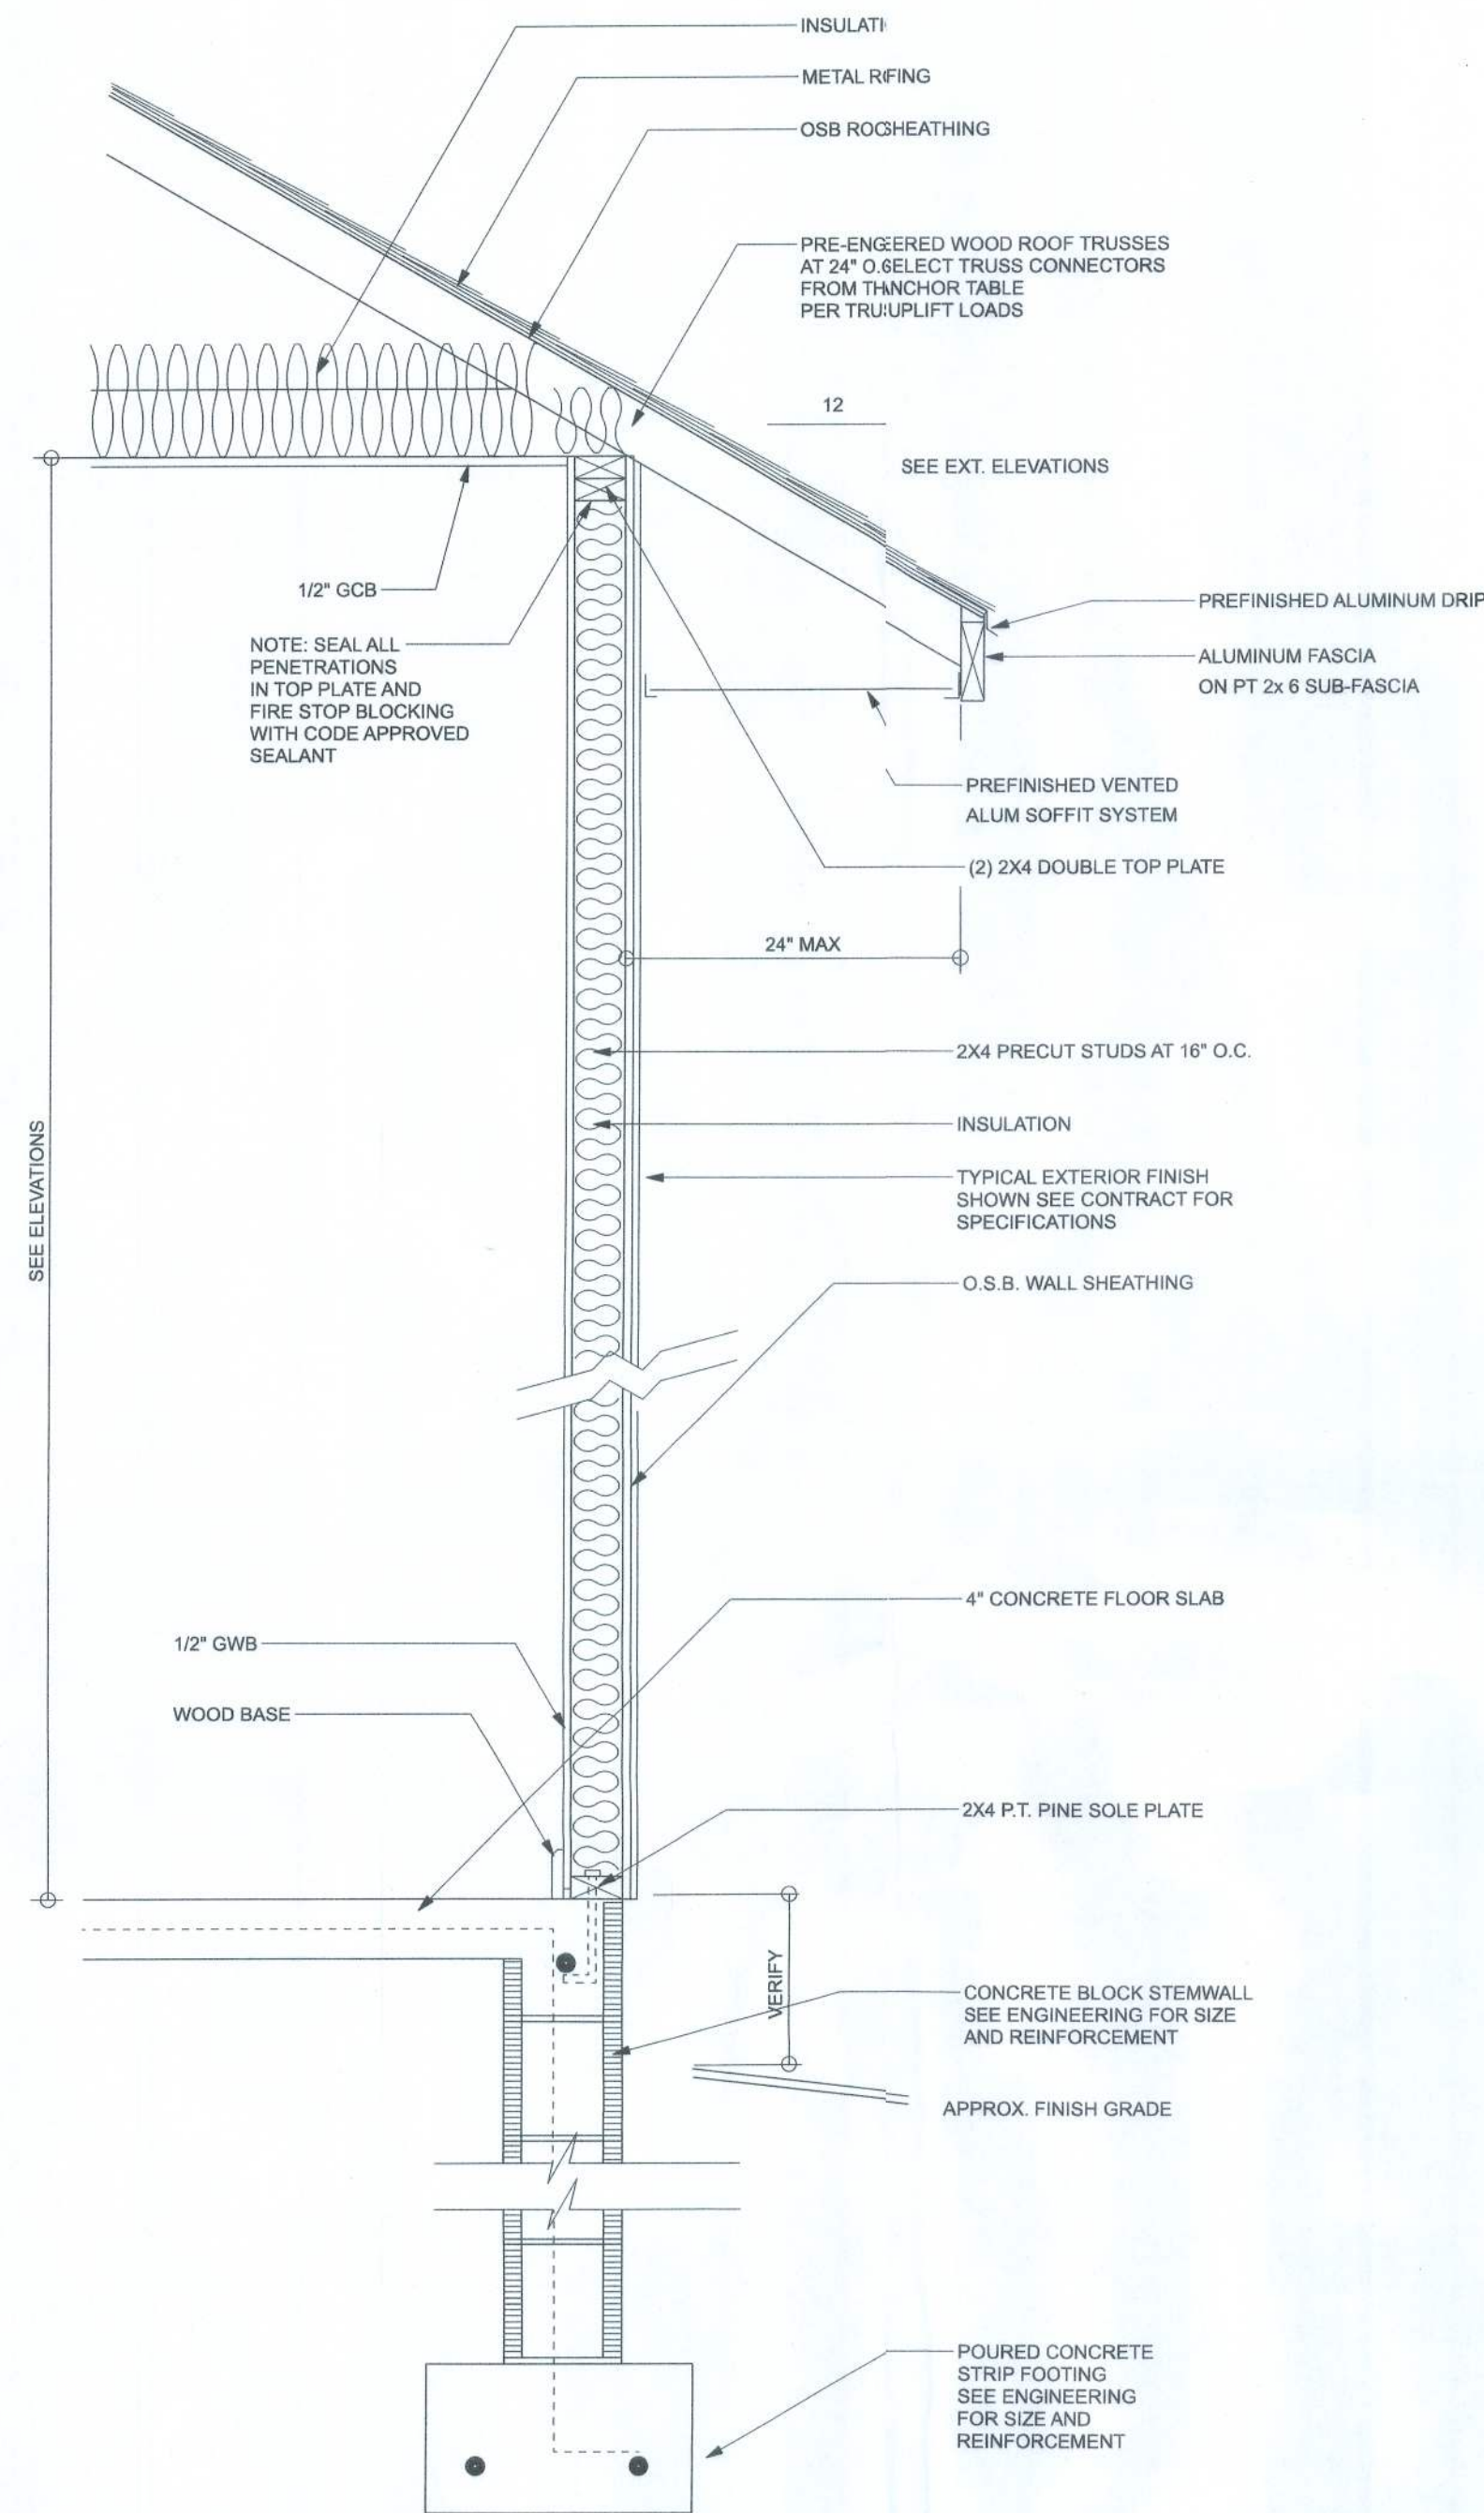 INSULATI
METAL R FING
OSB ROO SHEATHING
PRE-ENG EERED WOOD ROOF TRUSSES
AT 24" O. SELECT TRUSS CONNECTORS
FROM TH ANCHOR TABLE
PER TRUS UPLIFT LOADS
12
SEE EXT. ELEVATIONS
1/2" GCB
PREFINISHED ALUMINUM DRIP
NOTE: SEAL ALL
PENETRATIONS
IN TOP PLATE AND
FIRE STOP BLOCKING
WITH CODE APPROVED
SEALANT
ALUMINUM FASCIA
ON PT 2x 6 SUB-FASCIA
PREFINISHED VENTED
ALUM SOFFIT SYSTEM
(2) 2X4 DOUBLE TOP PLATE
24" MAX
2X4 PRECUT STUDS AT 16" O.C.
INSULATION
SEE ELEVATIONS
TYPICAL EXTERIOR FINISH
SHOWN SEE CONTRACT FOR
SPECIFICATIONS
O.S.B. WALL SHEATHING
4" CONCRETE FLOOR SLAB
1/2" GWB
WOOD BASE
2X4 P.T. PINE SOLE PLATE
VERIFY
CONCRETE BLOCK STEMWALL
SEE ENGINEERING FOR SIZE
AND REINFORCEMENT
APPROX. FINISH GRADE
POURED CONCRETE
STRIP FOOTING
SEE ENGINEERING
FOR SIZE AND
REINFORCEMENT